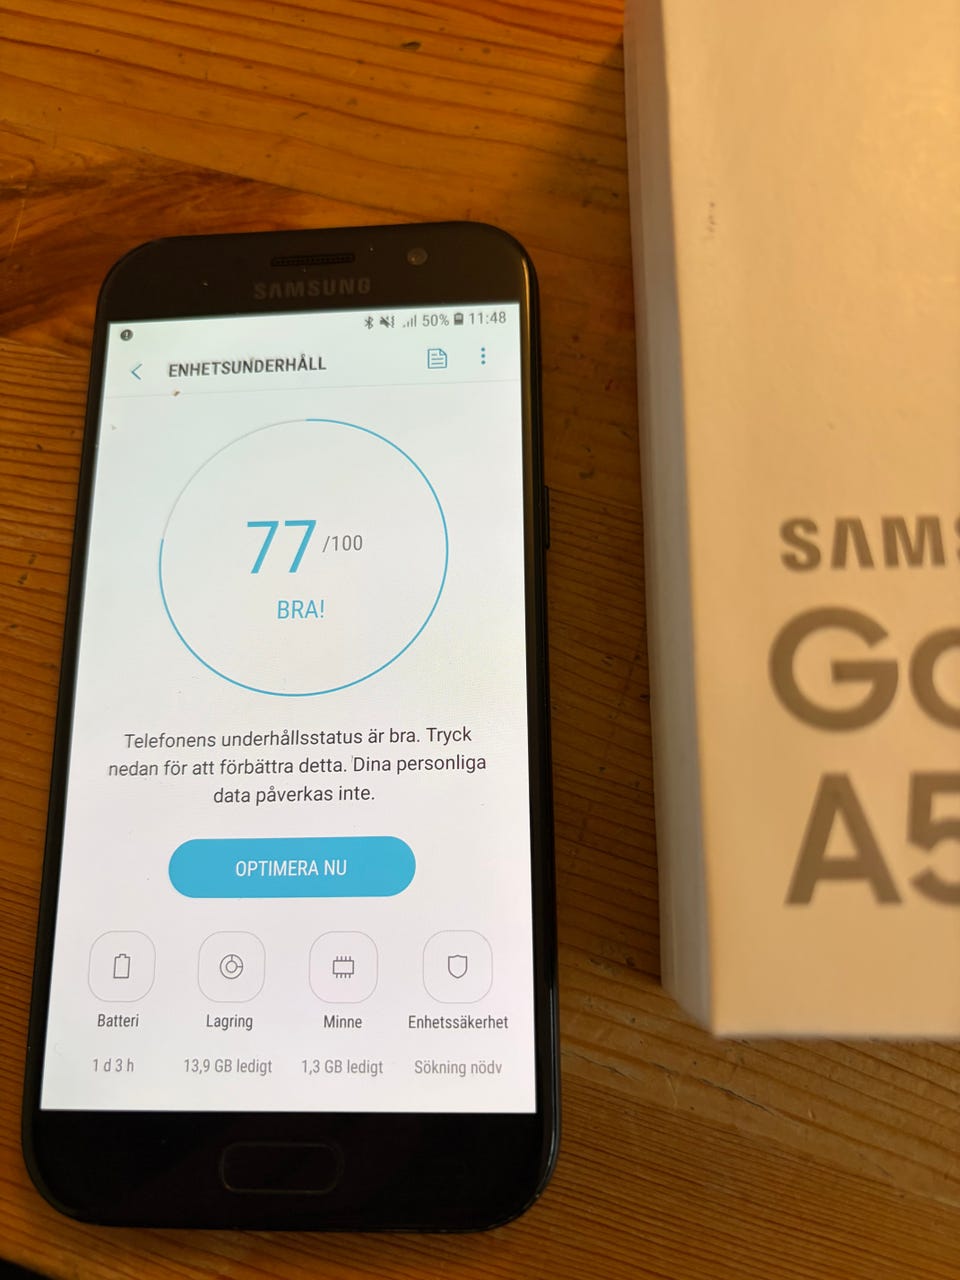 SAMSUNG
50% 11:48
ENHETSUNDERHÅLL
77/100
BRA!
Telefonens underhållsstatus är bra. Tryck
nedan för att förbättra detta. Dina personliga
data påverkas inte.
OPTIMERA NU
Batteri Lagring Minne Enhetssäkerhet
1 d 3 h 13,9 GB ledigt 1,3 GB ledigt Sökning nödv
SAMS
Ga
A5